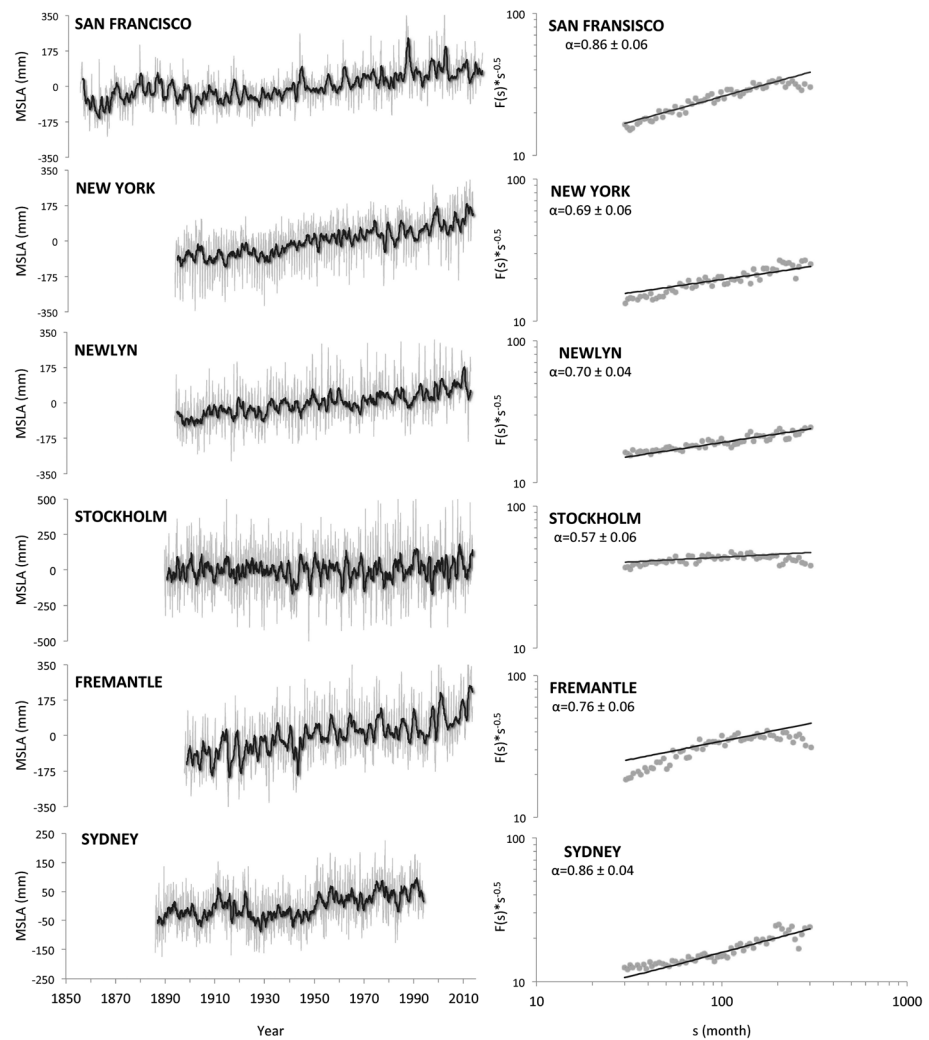 SAN FRANCISCO
350
175
0
-175
-350
MSLA (mm)
SAN FRANSISCO
α=0.86 ± 0.06
100
10
F(s)*s-0.5
NEW YORK
350
175
0
-175
-350
MSLA (mm)
NEW YORK
α=0.69 ± 0.06
100
10
F(s)*s-0.5
NEWLYN
350
175
0
-175
-350
MSLA (mm)
NEWLYN
α=0.70 ± 0.04
100
10
F(s)*s-0.5
STOCKHOLM
500
250
0
-250
-500
MSLA (mm)
STOCKHOLM
α=0.57 ± 0.06
100
10
F(s)*s-0.5
FREMANTLE
350
175
0
-175
-350
MSLA (mm)
FREMANTLE
α=0.76 ± 0.06
100
10
F(s)*s-0.5
SYDNEY
250
150
50
-50
-150
-250
MSLA (mm)
1850 1870 1890 1910 1930 1950 1970 1990 2010
Year
SYDNEY
α=0.86 ± 0.04
100
10
F(s)*s-0.5
10 100 1000
s (month)